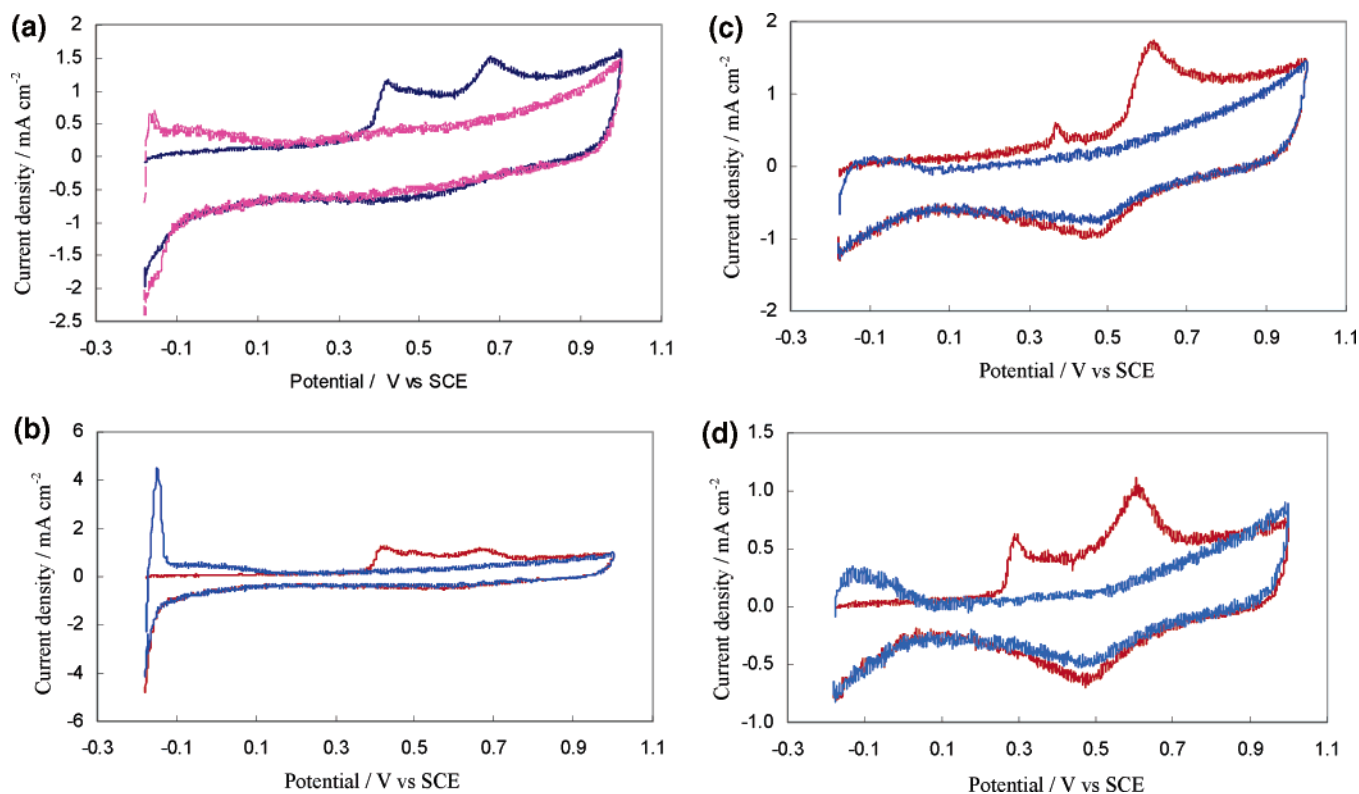 (a)
2
1.5
1
0.5
0
-0.5
-1
-1.5
-2
-2.5
Current density / mA cm-2
-0.3 -0.1 0.1 0.3 0.5 0.7 0.9 1.1
Potential / V vs SCE
(b)
6
4
2
0
-2
-4
-6
Current density / mA cm-2
-0.3 -0.1 0.1 0.3 0.5 0.7 0.9 1.1
Potential / V vs SCE
(c)
2
1
0
-1
-2
Current density / mA cm-2
-0.3 -0.1 0.1 0.3 0.5 0.7 0.9 1.1
Potential / V vs SCE
(d)
1.5
1.0
0.5
0.0
-0.5
-1.0
Current density / mA cm-2
-0.3 -0.1 0.1 0.3 0.5 0.7 0.9 1.1
Potential / V vs SCE